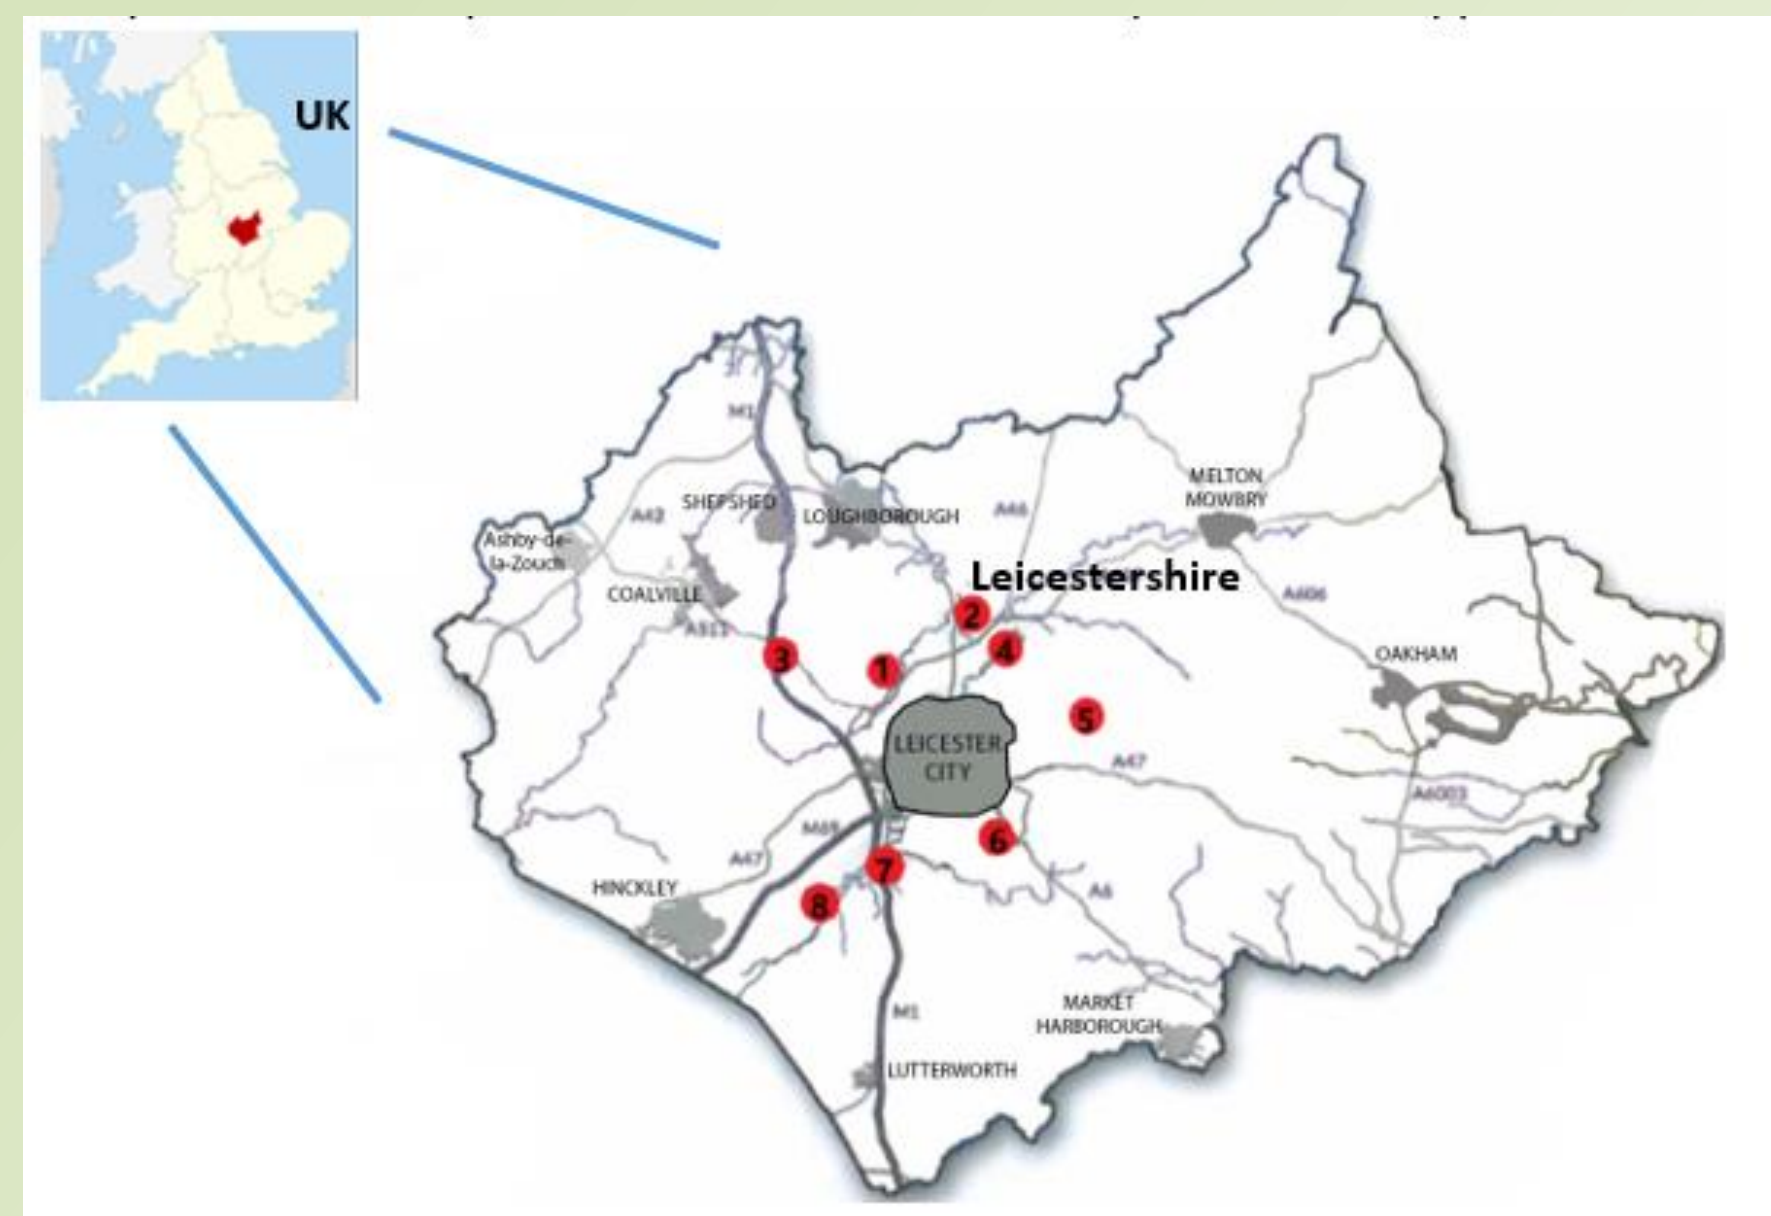 UK
M1
MELTON
MOWBRY
SHEPSHED
LOUGHBOROUGH
A42
A46
Ashby-de-
la-Zouch
Leicestershire
COALVILLE
A606
2
A511
3
1
4
OAKHAM
5
LEICESTER
CITY
A47
A6003
M69
6
A47
7
HINCKLEY
A6
8
M1
MARKET
HARBOROUGH
LUTTERWORTH